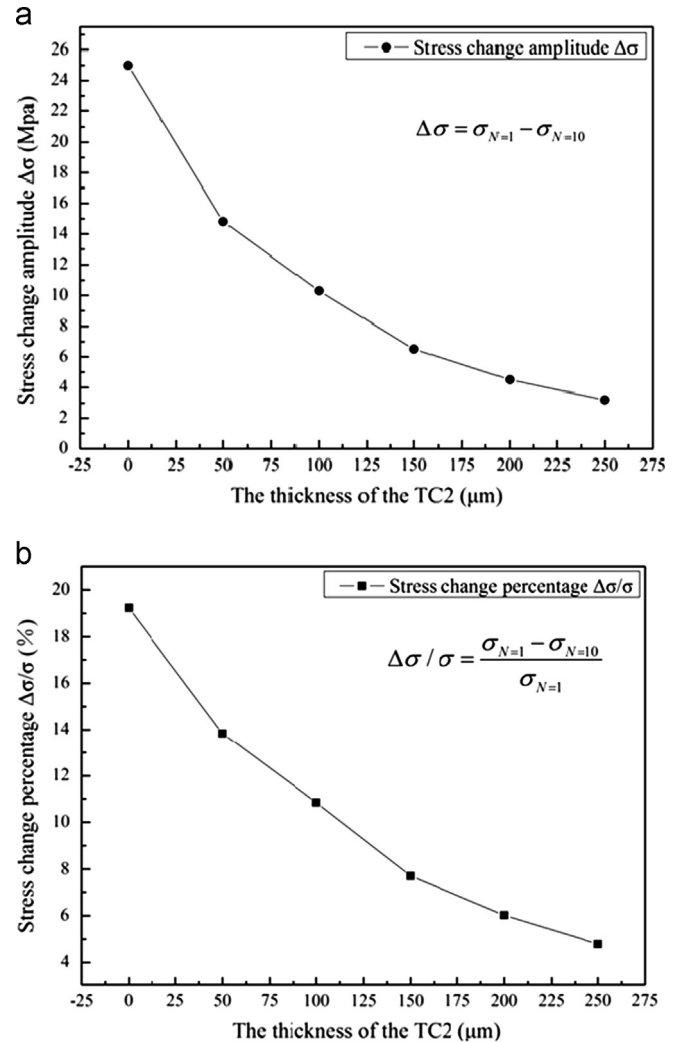 a
Stress change amplitude Δσ
Δσ = σN=1 − σN=10
Stress change amplitude Δσ (Mpa)
26
24
22
20
18
16
14
12
10
8
6
4
2
0
-25 0 25 50 75 100 125 150 175 200 225 250 275
The thickness of the TC2 (μm)
b
Stress change percentage Δσ/σ
Δσ / σ = (σN=1 − σN=10) / σN=1
Stress change percentage Δσ/σ (%)
20
18
16
14
12
10
8
6
4
-25 0 25 50 75 100 125 150 175 200 225 250 275
The thickness of the TC2 (μm)